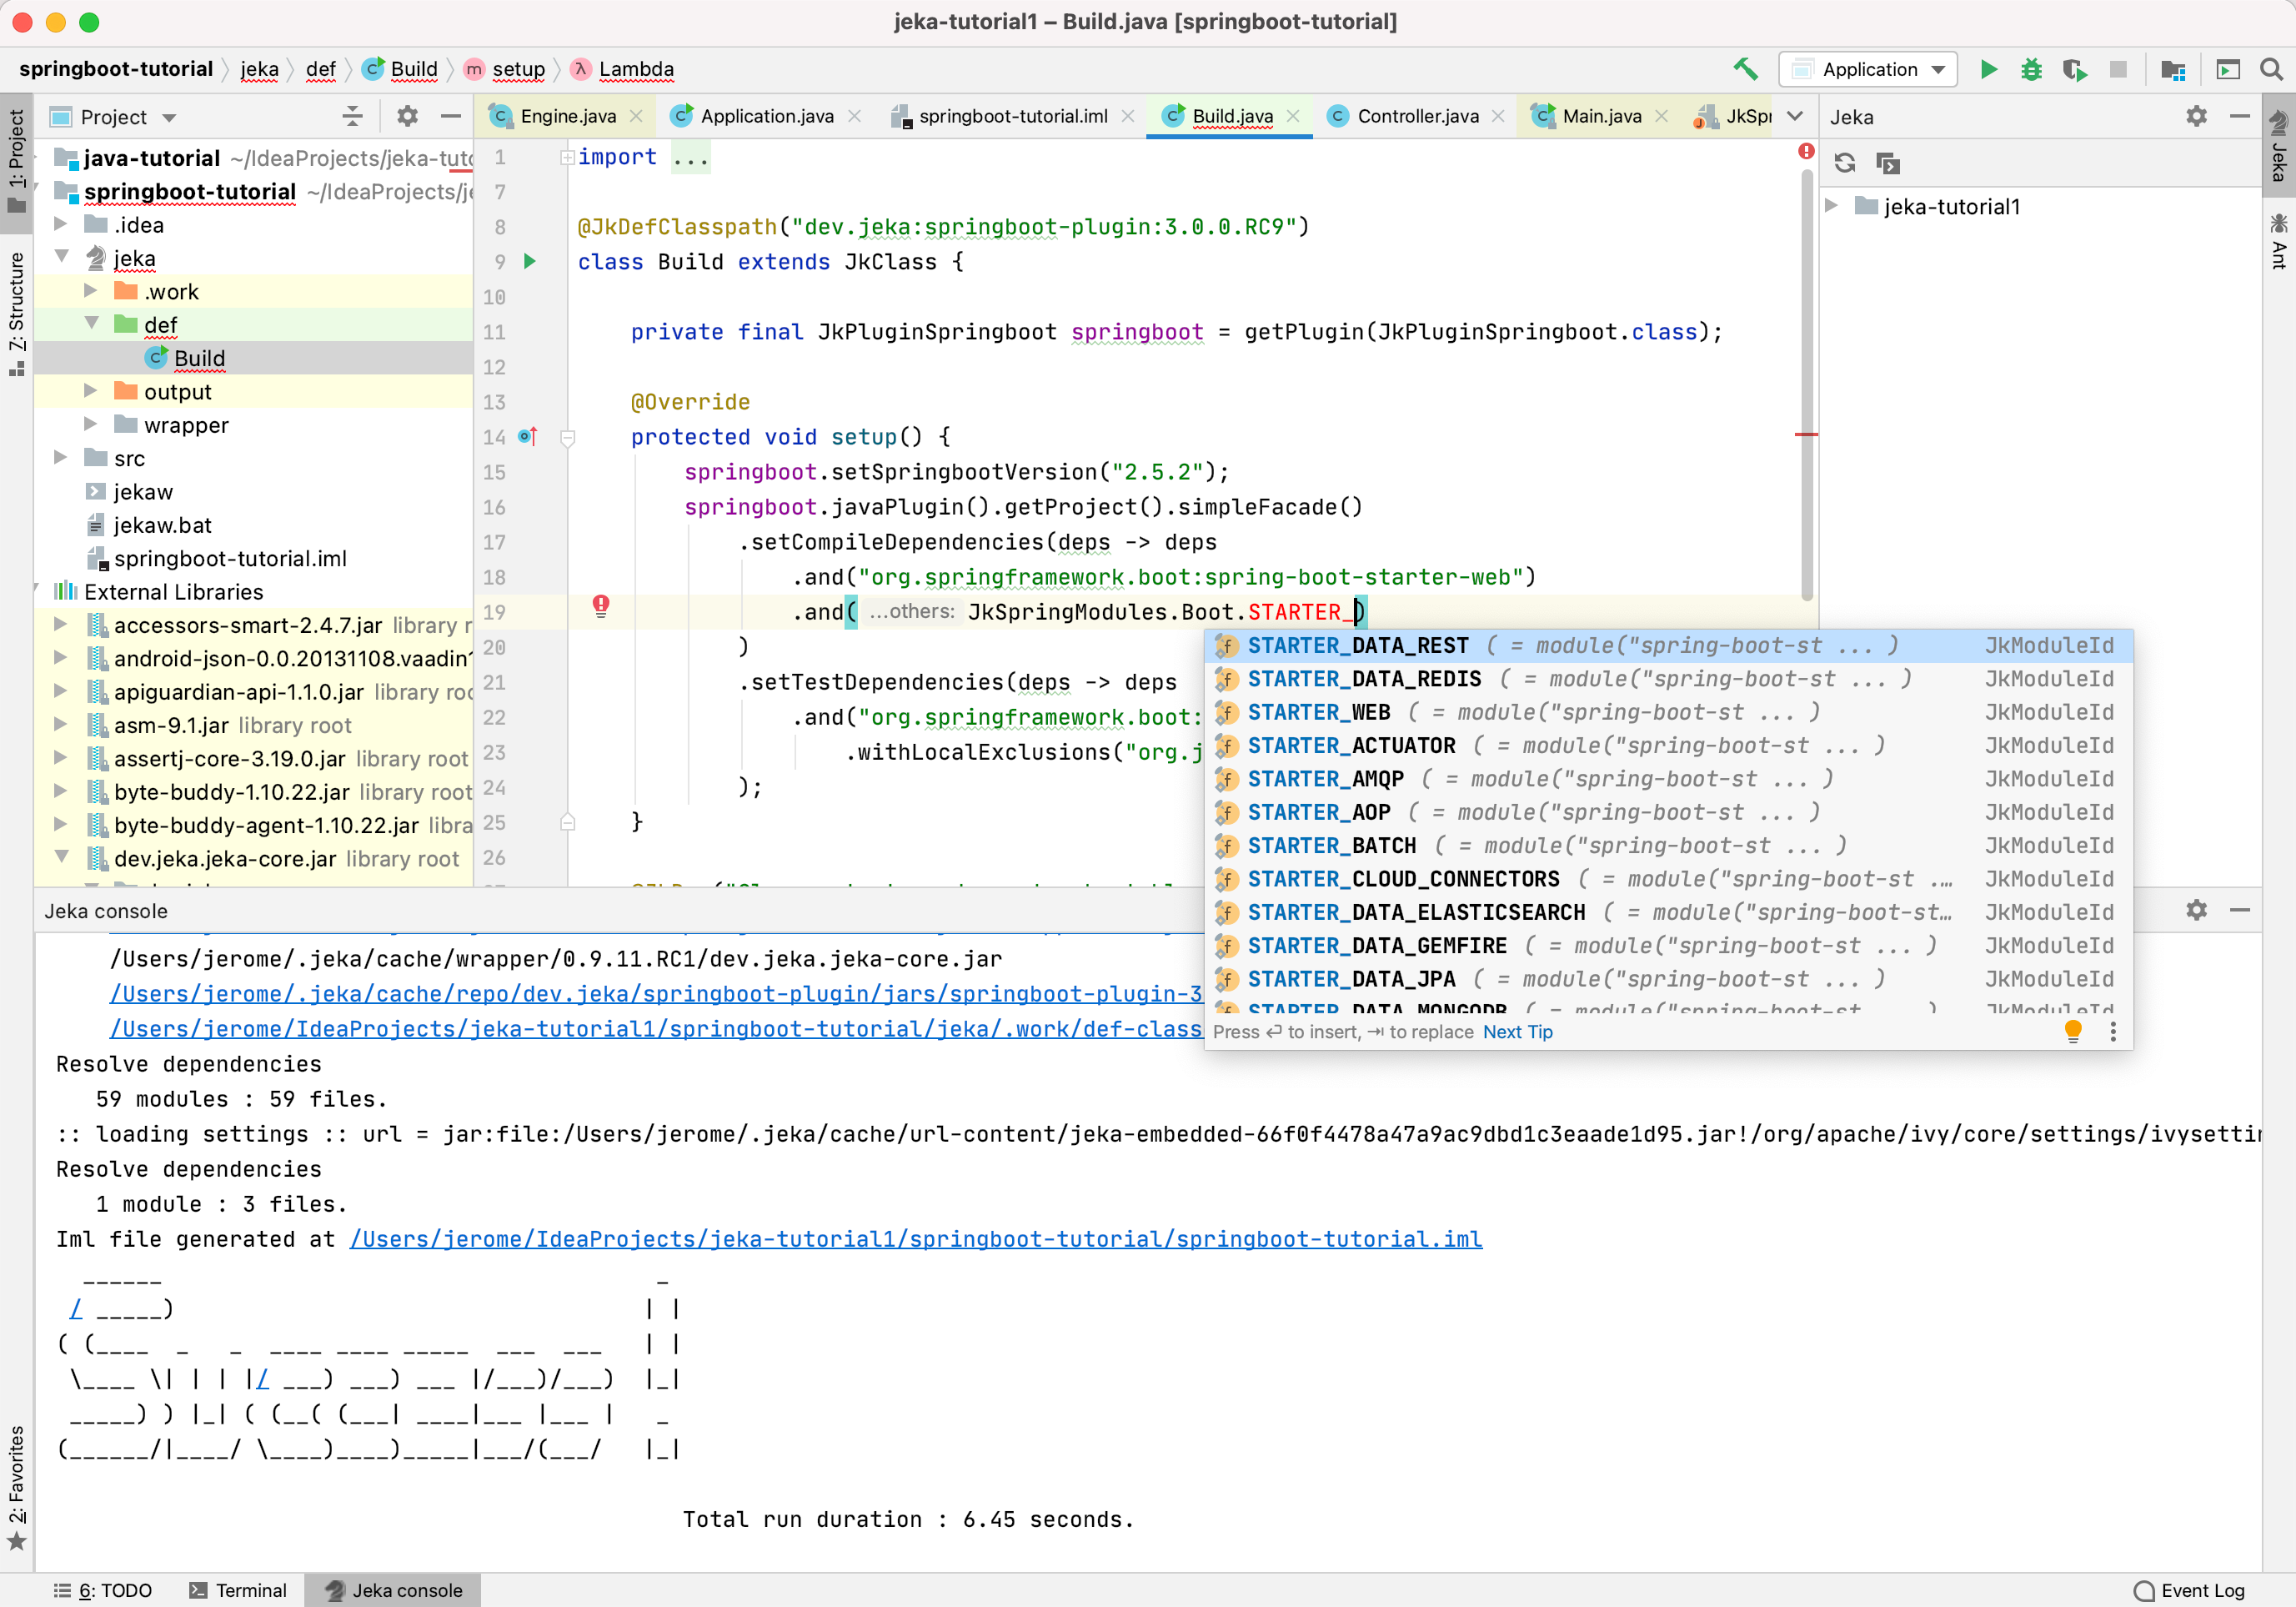 jeka-tutorial1 – Build.java [springboot-tutorial]
springboot-tutorial jeka def Build setup Lambda
Application
1: Project
Z: Structure
2: Favorites
Project
java-tutorial ~/IdeaProjects/jeka-tuto
springboot-tutorial ~/IdeaProjects/je
.idea
jeka
.work
def
Build
output
wrapper
src
jekaw
jekaw.bat
springboot-tutorial.iml
External Libraries
accessors-smart-2.4.7.jar library r
android-json-0.0.20131108.vaadin1
apiguardian-api-1.1.0.jar library roo
asm-9.1.jar library root
assertj-core-3.19.0.jar library root
byte-buddy-1.10.22.jar library root
byte-buddy-agent-1.10.22.jar libra
dev.jeka.jeka-core.jar library root
Engine.java Application.java springboot-tutorial.iml Build.java Controller.java Main.java JkSpr
1 import ...
7
8 @JkDefClasspath("dev.jeka:springboot-plugin:3.0.0.RC9")
9 class Build extends JkClass {
10
11 private final JkPluginSpringboot springboot = getPlugin(JkPluginSpringboot.class);
12
13 @Override
14 protected void setup() {
15 springboot.setSpringbootVersion("2.5.2");
16 springboot.javaPlugin().getProject().simpleFacade()
17 .setCompileDependencies(deps -> deps
18 .and("org.springframework.boot:spring-boot-starter-web")
19 .and( ...others: JkSpringModules.Boot.STARTER_)
20 )
21 .setTestDependencies(deps -> deps
22 .and("org.springframework.boot:
23 .withLocalExclusions("org.j
24 );
25 }
26
STARTER_DATA_REST ( = module("spring-boot-st ... ) JkModuleId
STARTER_DATA_REDIS ( = module("spring-boot-st ... ) JkModuleId
STARTER_WEB ( = module("spring-boot-st ... ) JkModuleId
STARTER_ACTUATOR ( = module("spring-boot-st ... ) JkModuleId
STARTER_AMQP ( = module("spring-boot-st ... ) JkModuleId
STARTER_AOP ( = module("spring-boot-st ... ) JkModuleId
STARTER_BATCH ( = module("spring-boot-st ... ) JkModuleId
STARTER_CLOUD_CONNECTORS ( = module("spring-boot-st ... JkModuleId
STARTER_DATA_ELASTICSEARCH ( = module("spring-boot-st... JkModuleId
STARTER_DATA_GEMFIRE ( = module("spring-boot-st ... ) JkModuleId
STARTER_DATA_JPA ( = module("spring-boot-st ... ) JkModuleId
STARTER_DATA_MONGODB ( = module("spring-boot-st ... ) JkModuleId
Press ↩ to insert, ⇥ to replace Next Tip
Jeka
jeka-tutorial1
Jeka
Ant
Jeka console
/Users/jerome/.jeka/cache/wrapper/0.9.11.RC1/dev.jeka.jeka-core.jar
/Users/jerome/.jeka/cache/repo/dev.jeka/springboot-plugin/jars/springboot-plugin-3
/Users/jerome/IdeaProjects/jeka-tutorial1/springboot-tutorial/jeka/.work/def-class
Resolve dependencies
59 modules : 59 files.
:: loading settings :: url = jar:file:/Users/jerome/.jeka/cache/url-content/jeka-embedded-66f0f4478a47a9ac9dbd1c3eaade1d95.jar!/org/apache/ivy/core/settings/ivysettin
Resolve dependencies
1 module : 3 files.
Iml file generated at /Users/jerome/IdeaProjects/jeka-tutorial1/springboot-tutorial/springboot-tutorial.iml
Total run duration : 6.45 seconds.
6: TODO Terminal Jeka console Event Log